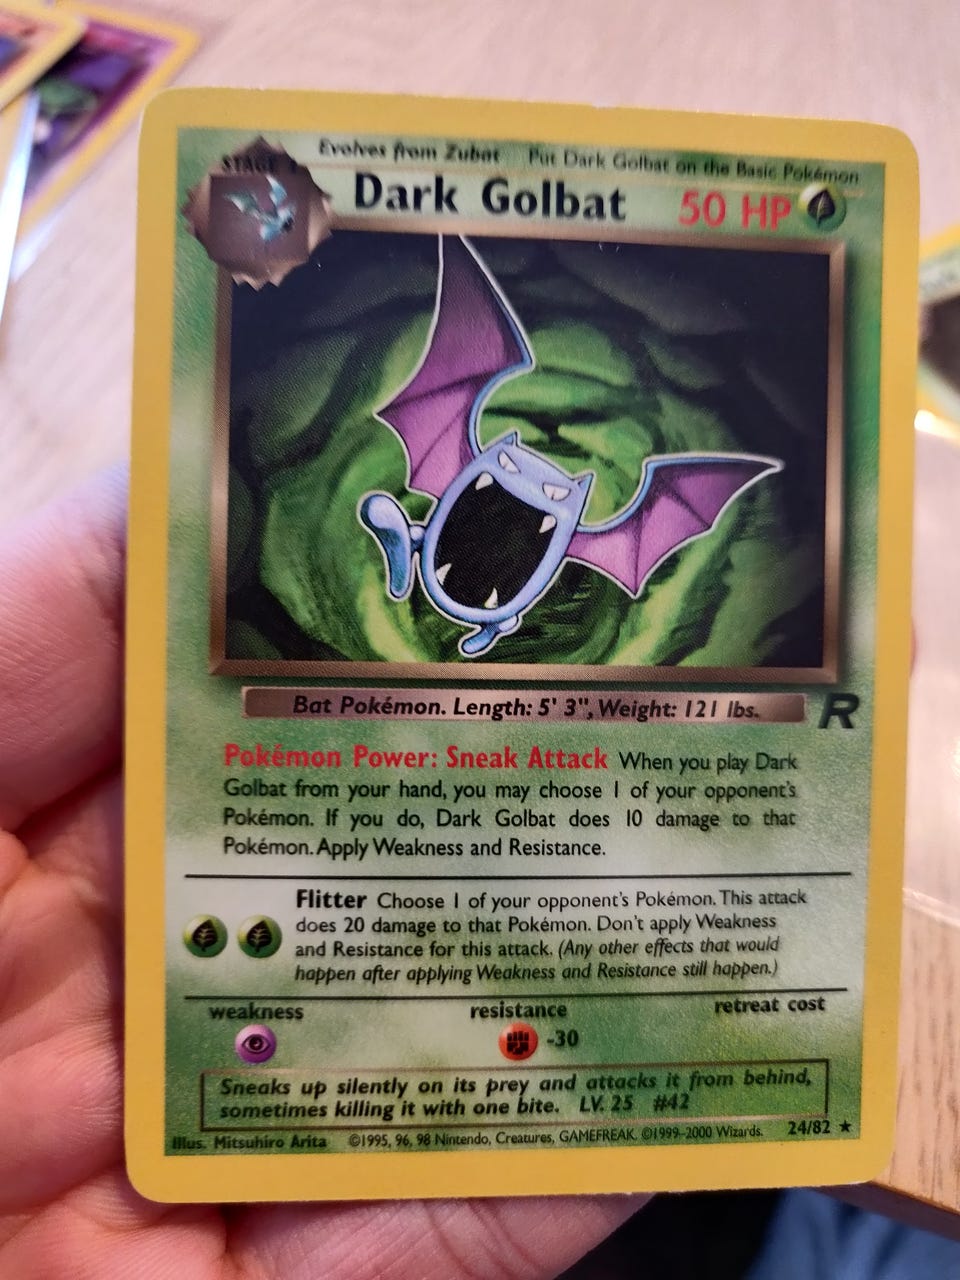 Evolves from Zubat Put Dark Golbat on the Basic Pokémon
STAGE 1
Dark Golbat 50 HP
Bat Pokémon. Length: 5' 3", Weight: 121 lbs.
R
Pokémon Power: Sneak Attack When you play Dark
Golbat from your hand, you may choose 1 of your opponent's
Pokémon. If you do, Dark Golbat does 10 damage to that
Pokémon. Apply Weakness and Resistance.
Flitter Choose 1 of your opponent's Pokémon. This attack
does 20 damage to that Pokémon. Don't apply Weakness
and Resistance for this attack. (Any other effects that would
happen after applying Weakness and Resistance still happen.)
weakness resistance retreat cost
-30
Sneaks up silently on its prey and attacks it from behind,
sometimes killing it with one bite. LV. 25 #42
Illus. Mitsuhiro Arita ©1995, 96, 98 Nintendo, Creatures, GAMEFREAK. ©1999-2000 Wizards. 24/82 ★